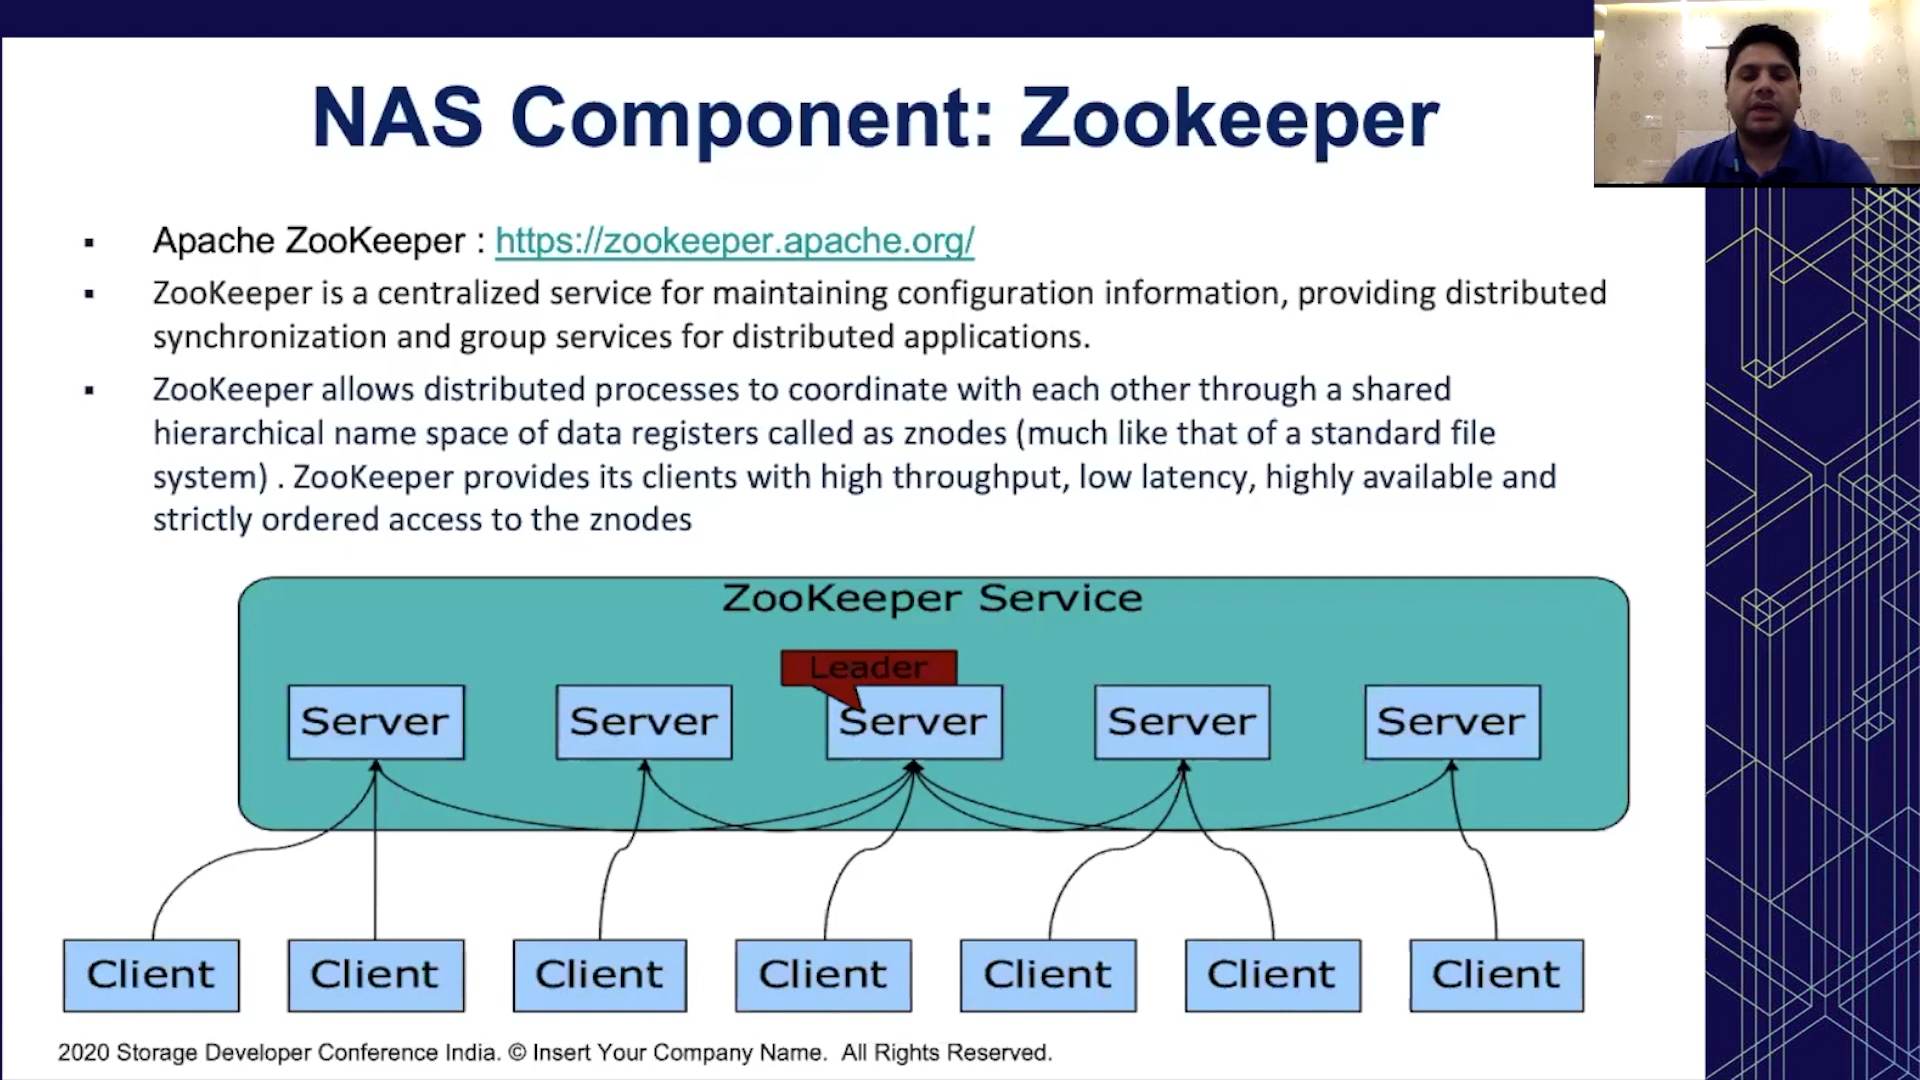 NAS Component: Zookeeper
Apache ZooKeeper : https://zookeeper.apache.org/
ZooKeeper is a centralized service for maintaining configuration information, providing distributed
synchronization and group services for distributed applications.
ZooKeeper allows distributed processes to coordinate with each other through a shared
hierarchical name space of data registers called as znodes (much like that of a standard file
system) . ZooKeeper provides its clients with high throughput, low latency, highly available and
strictly ordered access to the znodes
ZooKeeper Service
Leader
Server Server Server Server Server
Client Client Client Client Client Client Client
2020 Storage Developer Conference India. © Insert Your Company Name. All Rights Reserved.